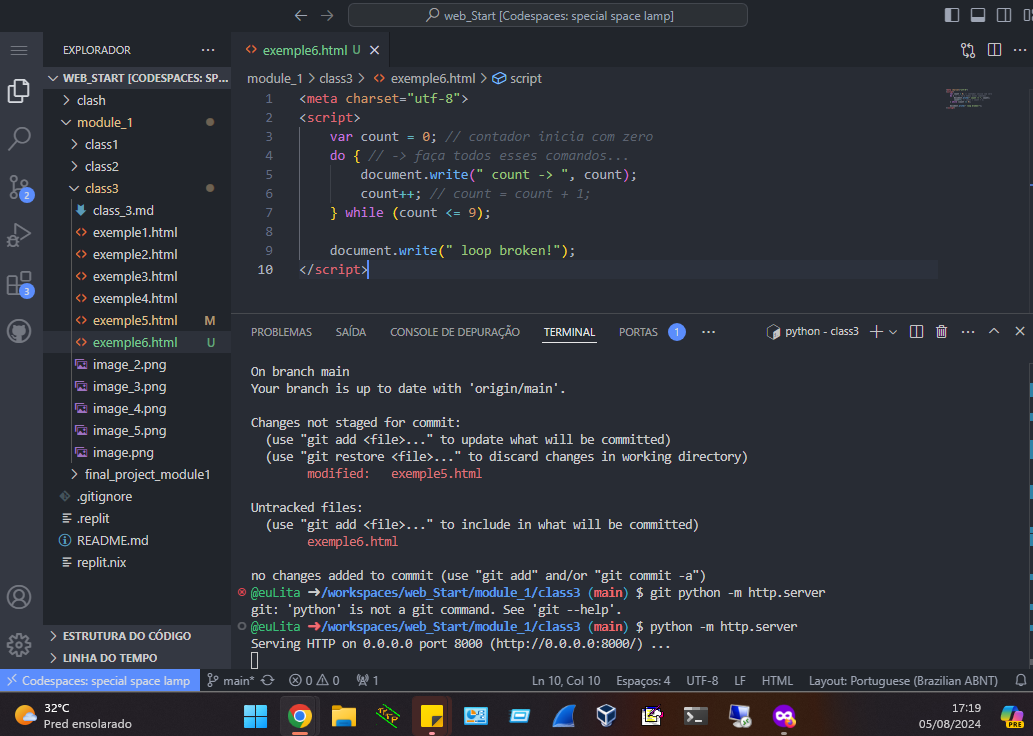 web_Start [Codespaces: special space lamp]
EXPLORADOR
exemple6.html U
WEB_START [CODESPACES: SP...
clash
module_1
class1
class2
class3
class_3.md
exemple1.html
exemple2.html
exemple3.html
exemple4.html
exemple5.html M
exemple6.html U
image_2.png
image_3.png
image_4.png
image_5.png
image.png
final_project_module1
.gitignore
.replit
README.md
replit.nix
ESTRUTURA DO CÓDIGO
LINHA DO TEMPO
2
3
module_1 > class3 > exemple6.html > script
1 <meta charset="utf-8">
2 <script>
3 var count = 0; // contador inicia com zero
4 do { // -> faça todos esses comandos...
5 document.write(" count -> ", count);
6 count++; // count = count + 1;
7 } while (count <= 9);
8
9 document.write(" loop broken!");
10 </script>
PROBLEMAS SAÍDA CONSOLE DE DEPURAÇÃO TERMINAL PORTAS 1 python - class3
On branch main
Your branch is up to date with 'origin/main'.
Changes not staged for commit:
(use "git add <file>..." to update what will be committed)
(use "git restore <file>..." to discard changes in working directory)
modified: exemple5.html
Untracked files:
(use "git add <file>..." to include in what will be committed)
exemple6.html
no changes added to commit (use "git add" and/or "git commit -a")
@euLita ➜/workspaces/web_Start/module_1/class3 (main) $ git python -m http.server
git: 'python' is not a git command. See 'git --help'.
@euLita ➜/workspaces/web_Start/module_1/class3 (main) $ python -m http.server
Serving HTTP on 0.0.0.0 port 8000 (http://0.0.0.0:8000/) ...
Codespaces: special space lamp main* 0 0 1 Ln 10, Col 10 Espaços: 4 UTF-8 LF HTML Layout: Portuguese (Brazilian ABNT)
32°C
Pred ensolarado
17:19
05/08/2024
PRE